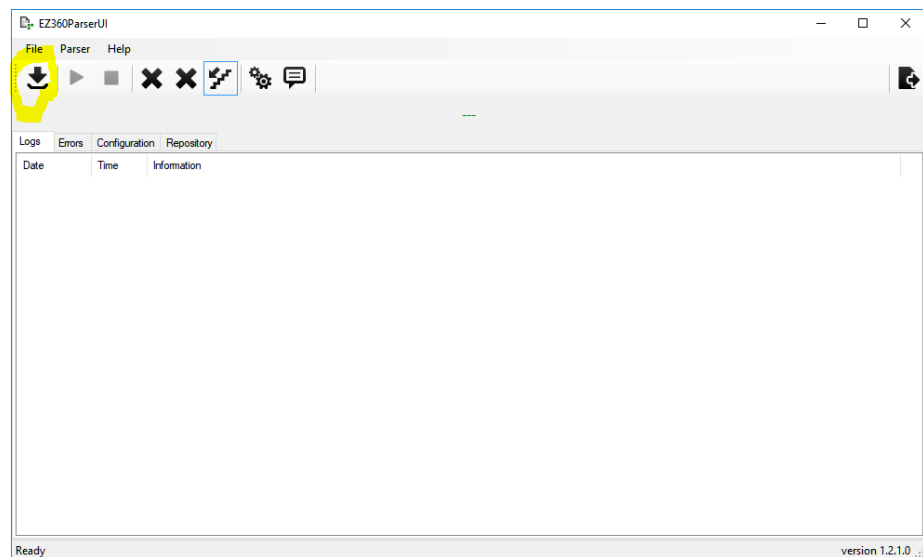 EZ360ParserUI
File Parser Help
---
Logs Errors Configuration Repository
Date Time Information
Ready version 1.2.1.0